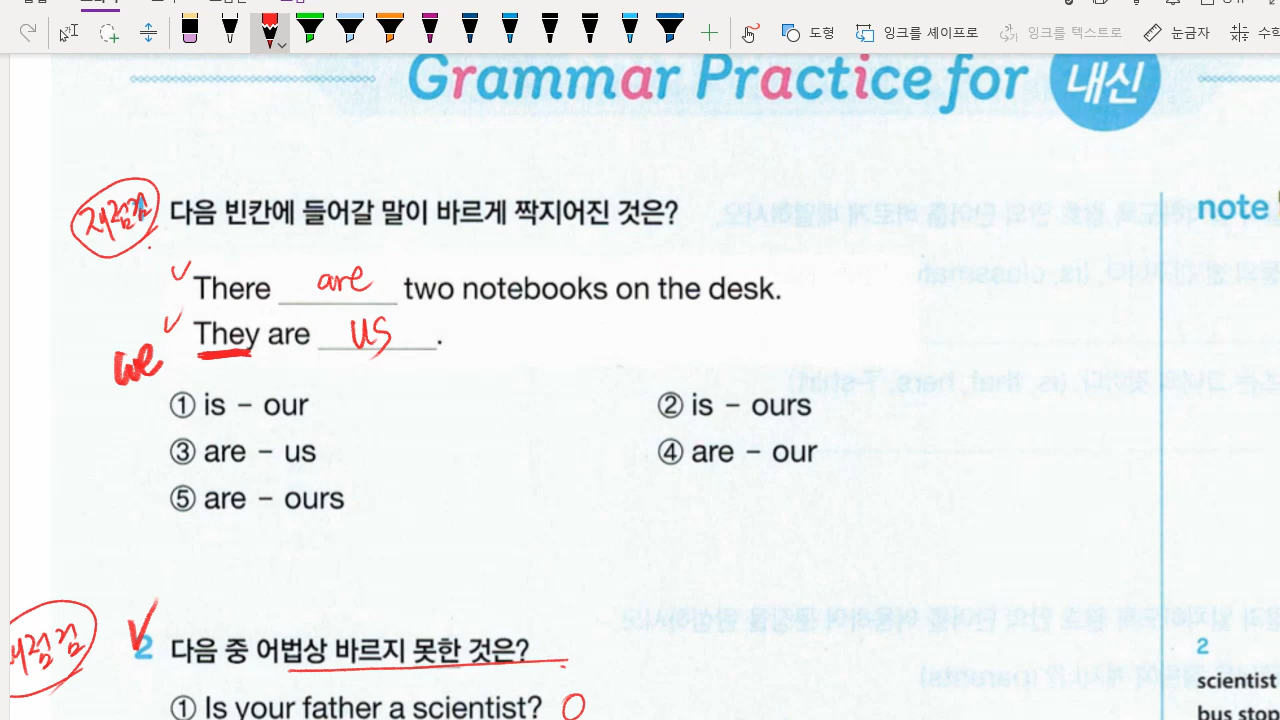 도형
잉크를 셰이프로
잉크를 텍스트로
눈금자
수학
Grammar Practice for 내신
재점검
다음 빈칸에 들어갈 말이 바르게 짝지어진 것은?
note
There are two notebooks on the desk.
They are us.
we
① is – our
② is – ours
③ are – us
④ are – our
⑤ are – ours
점검
2 다음 중 어법상 바르지 못한 것은?
2
scientist
① Is your father a scientist? O
bus stop